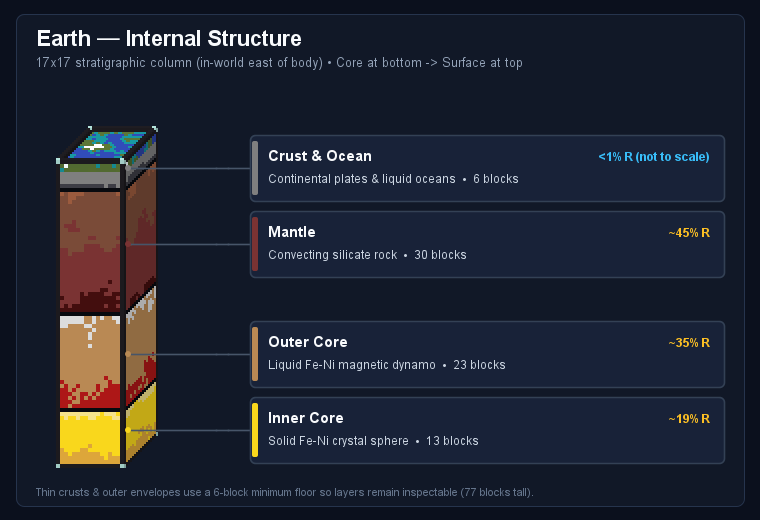 Earth — Internal Structure
17x17 stratigraphic column (in-world east of body) • Core at bottom -> Surface at top
Crust & Ocean
<1% R (not to scale)
Continental plates & liquid oceans • 6 blocks
Mantle
~45% R
Convecting silicate rock • 30 blocks
Outer Core
~35% R
Liquid Fe-Ni magnetic dynamo • 23 blocks
Inner Core
~19% R
Solid Fe-Ni crystal sphere • 13 blocks
Thin crusts & outer envelopes use a 6-block minimum floor so layers remain inspectable (77 blocks tall).